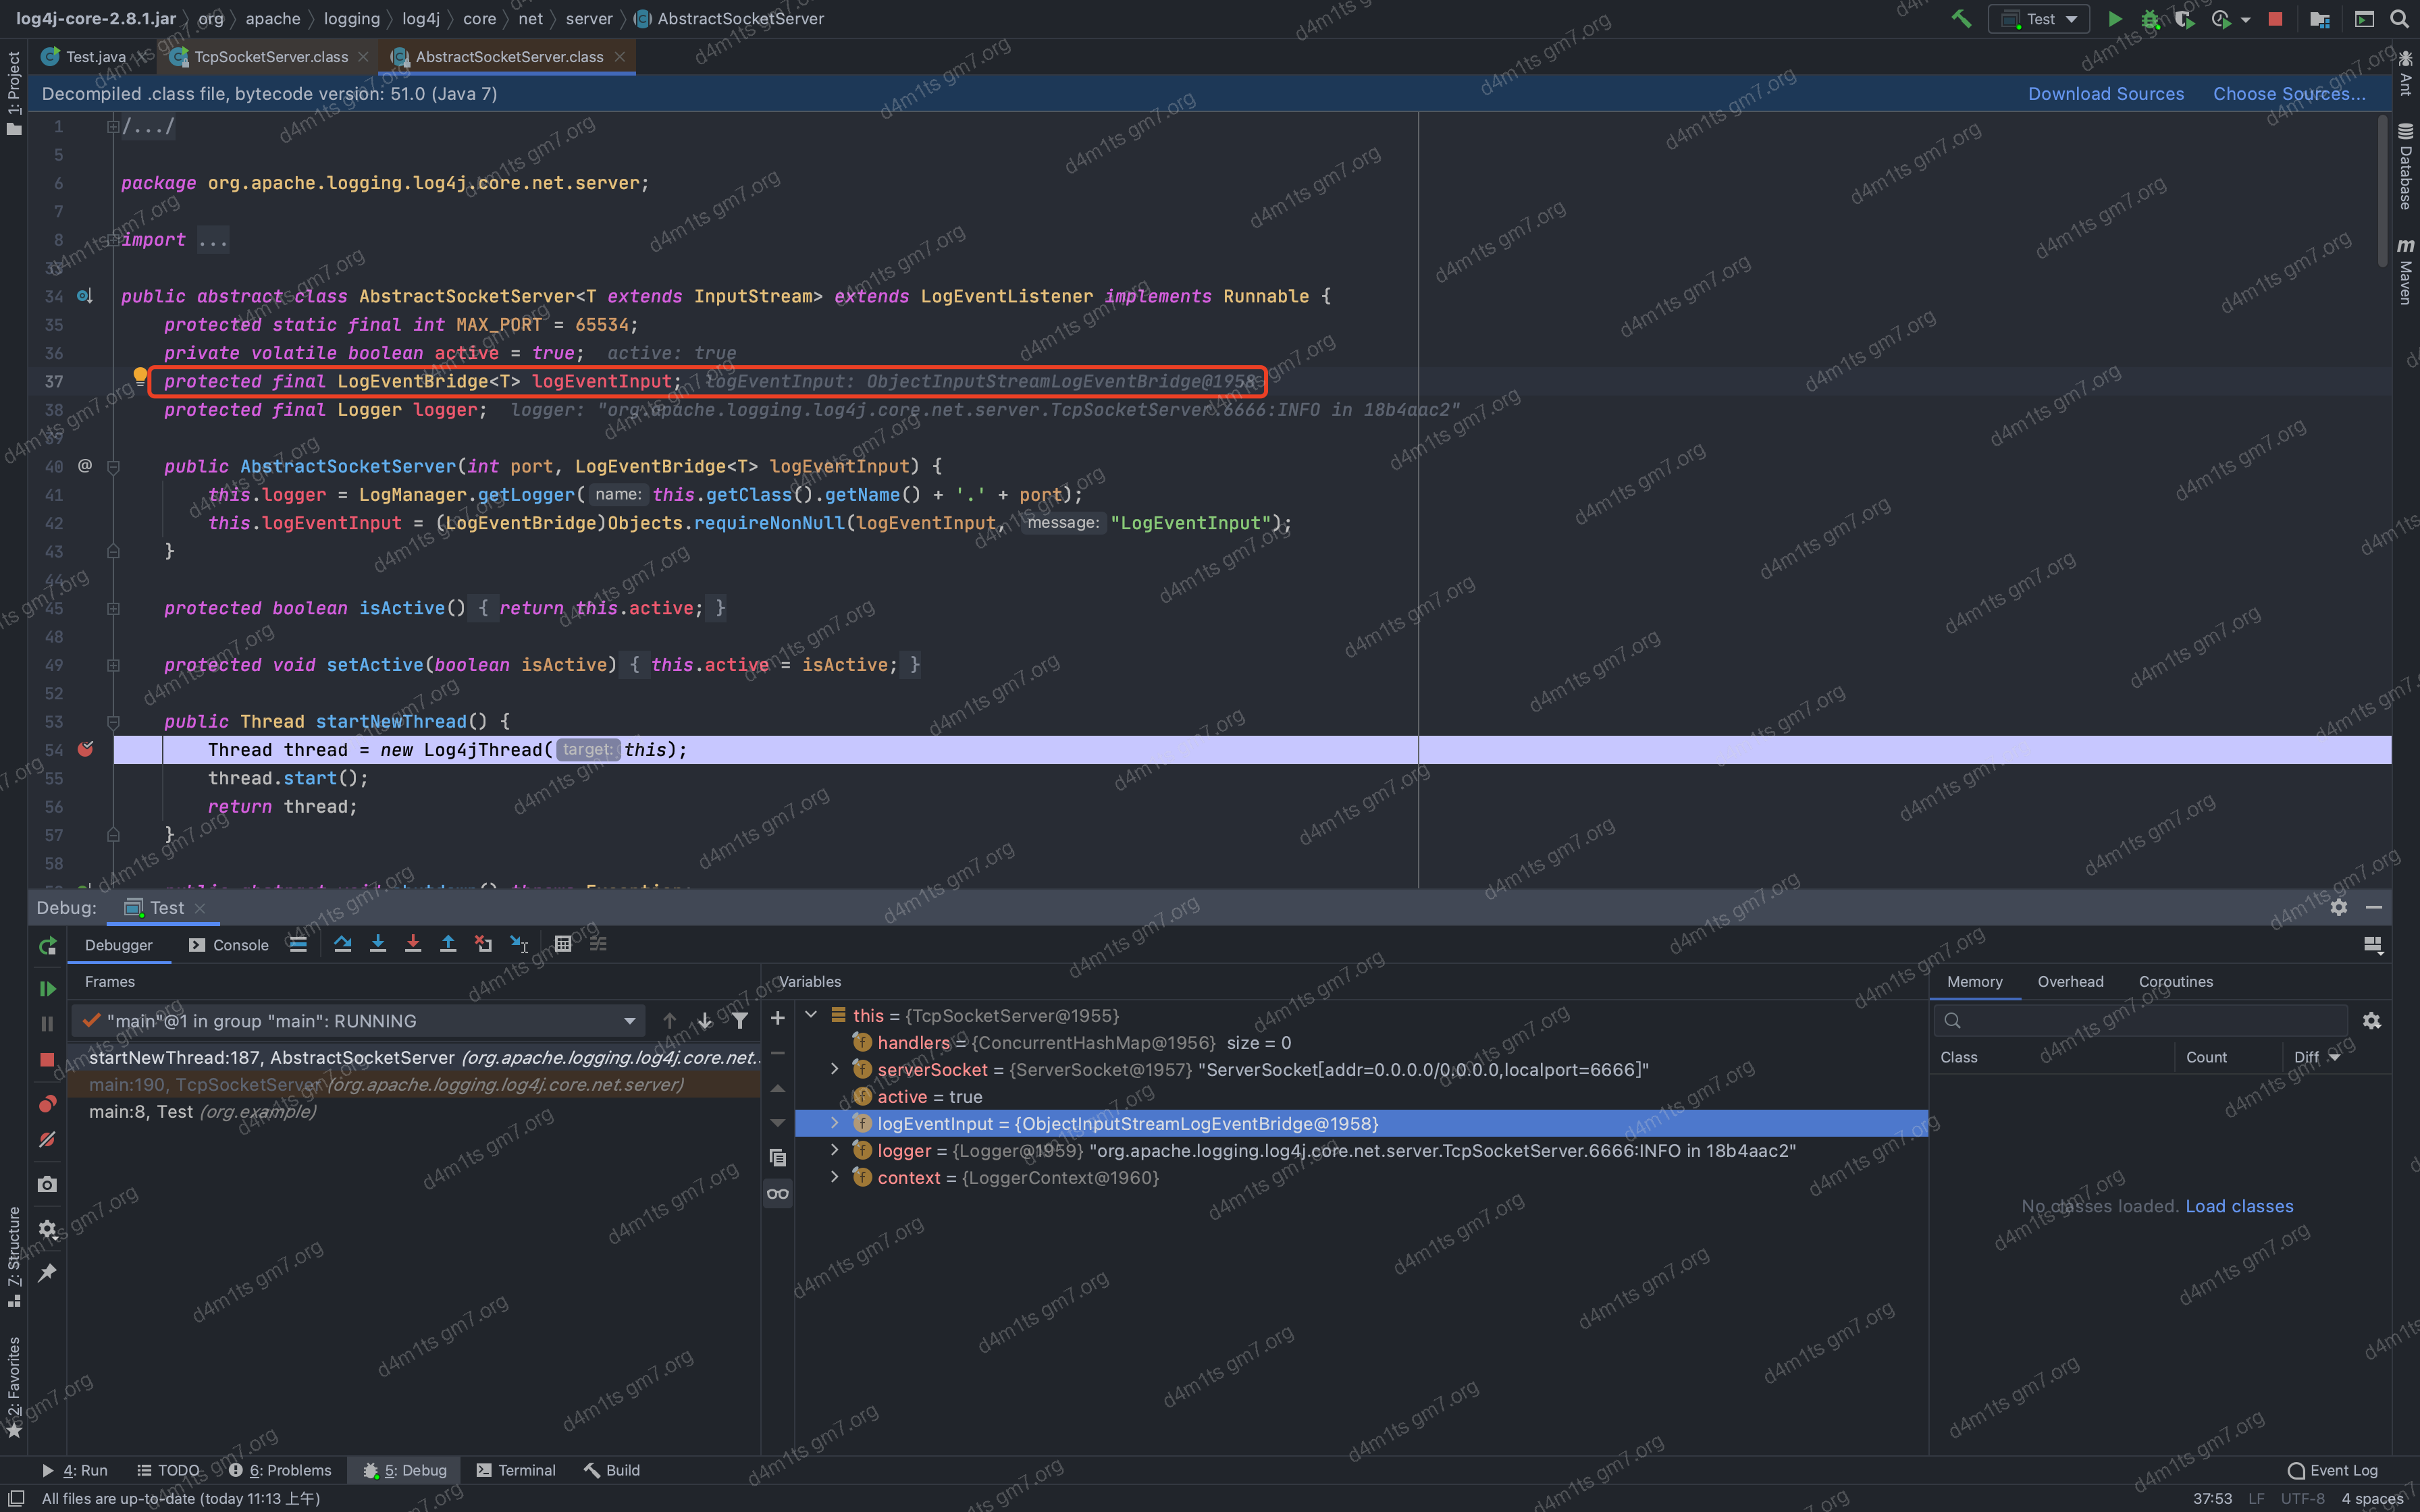 log4j-core-2.8.1.jar org apache logging log4j core net server AbstractSocketServer
Test
Test.java TcpSocketServer.class AbstractSocketServer.class
Decompiled .class file, bytecode version: 51.0 (Java 7) Download Sources Choose Sources...
1 /.../
5
6 package org.apache.logging.log4j.core.net.server;
7
8 import ...
33
34 public abstract class AbstractSocketServer<T extends InputStream> extends LogEventListener implements Runnable {
35 protected static final int MAX_PORT = 65534;
36 private volatile boolean active = true; active: true
37 protected final LogEventBridge<T> logEventInput; logEventInput: ObjectInputStreamLogEventBridge@1958
38 protected final Logger logger; logger: "org.apache.logging.log4j.core.net.server.TcpSocketServer.6666:INFO in 18b4aac2"
39
40 @ public AbstractSocketServer(int port, LogEventBridge<T> logEventInput) {
41 this.logger = LogManager.getLogger( name: this.getClass().getName() + '.' + port);
42 this.logEventInput = (LogEventBridge)Objects.requireNonNull(logEventInput, message: "LogEventInput");
43 }
44
45 protected boolean isActive() { return this.active; }
48
49 protected void setActive(boolean isActive) { this.active = isActive; }
52
53 public Thread startNewThread() {
54 Thread thread = new Log4jThread( target: this);
55 thread.start();
56 return thread;
57 }
58
Debug: Test
Debugger Console
Frames Variables Memory Overhead Coroutines
"main"@1 in group "main": RUNNING
startNewThread:187, AbstractSocketServer (org.apache.logging.log4j.core.net..
main:190, TcpSocketServer (org.apache.logging.log4j.core.net.server)
main:8, Test (org.example)
this = {TcpSocketServer@1955}
handlers = {ConcurrentHashMap@1956} size = 0
serverSocket = {ServerSocket@1957} "ServerSocket[addr=0.0.0.0/0.0.0.0,localport=6666]"
active = true
logEventInput = {ObjectInputStreamLogEventBridge@1958}
logger = {Logger@1959} "org.apache.logging.log4j.core.net.server.TcpSocketServer.6666:INFO in 18b4aac2"
context = {LoggerContext@1960}
Class Count Diff
No classes loaded. Load classes
1: Project
7: Structure
2: Favorites
Ant
Database
Maven
4: Run TODO 6: Problems 5: Debug Terminal Build Event Log
All files are up-to-date (today 11:13 上午) 37:53 LF UTF-8 4 spaces
d4m1ts gm7.org